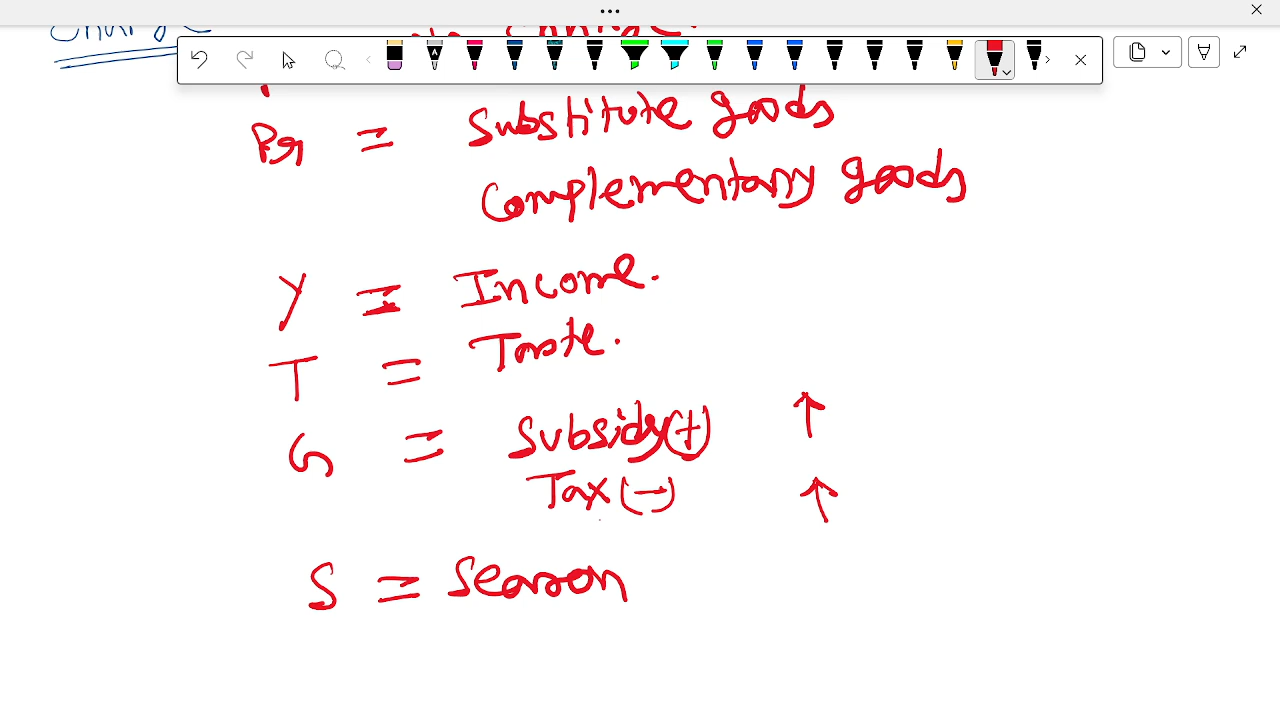 Pr = Substitute goods
Complementary goods
Y = Income.
T = Taste.
G = Subsidy (+) ↑
Tax (-) ↑
S = Season